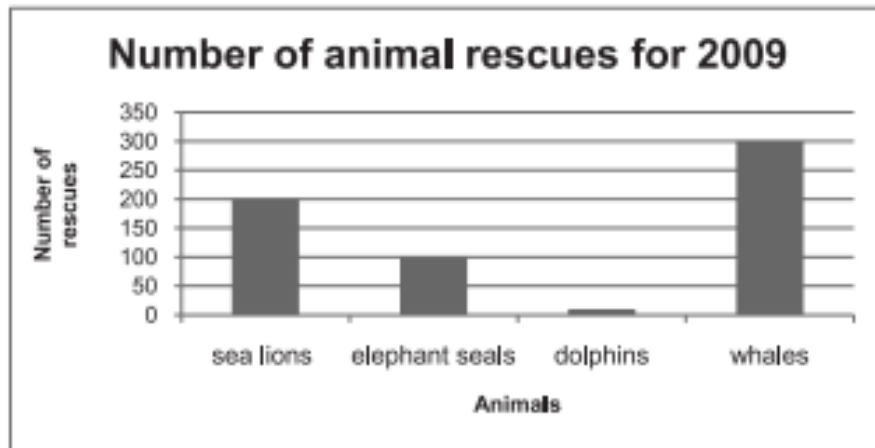 Number of animal rescues for 2009
Number of
rescues
350
300
250
200
150
100
50
0
sea lions elephant seals dolphins whales
Animals